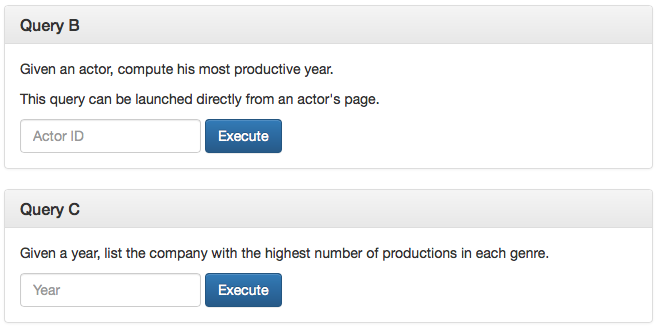 Query B
Given an actor, compute his most productive year.
This query can be launched directly from an actor's page.
Actor ID Execute
Query C
Given a year, list the company with the highest number of productions in each genre.
Year Execute